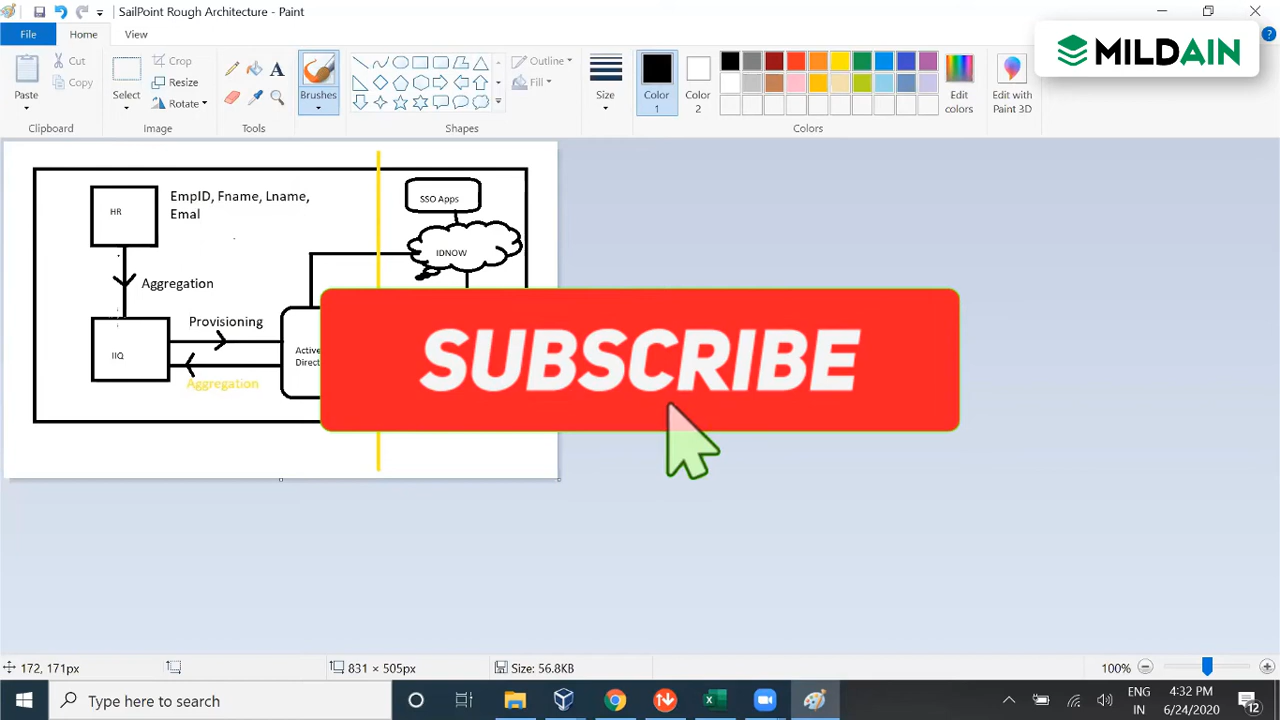 SailPoint Rough Architecture - Paint
File
Home
View
MILDAIN
Paste
Cut
Copy
Clipboard
Select
Crop
Resize
Rotate
Image
Tools
Brushes
Shapes
Outline
Fill
Size
Color
1
Color
2
Colors
Edit
colors
Edit with
Paint 3D
HR
EmpID, Fname, Lname,
Emal
SSO Apps
IDNOW
Aggregation
Provisioning
IIQ
Active
Direct
Aggregation
SUBSCRIBE
172, 171px
831 × 505px
Size: 56.8KB
100%
Type here to search
ENG
IN
4:32 PM
6/24/2020
12